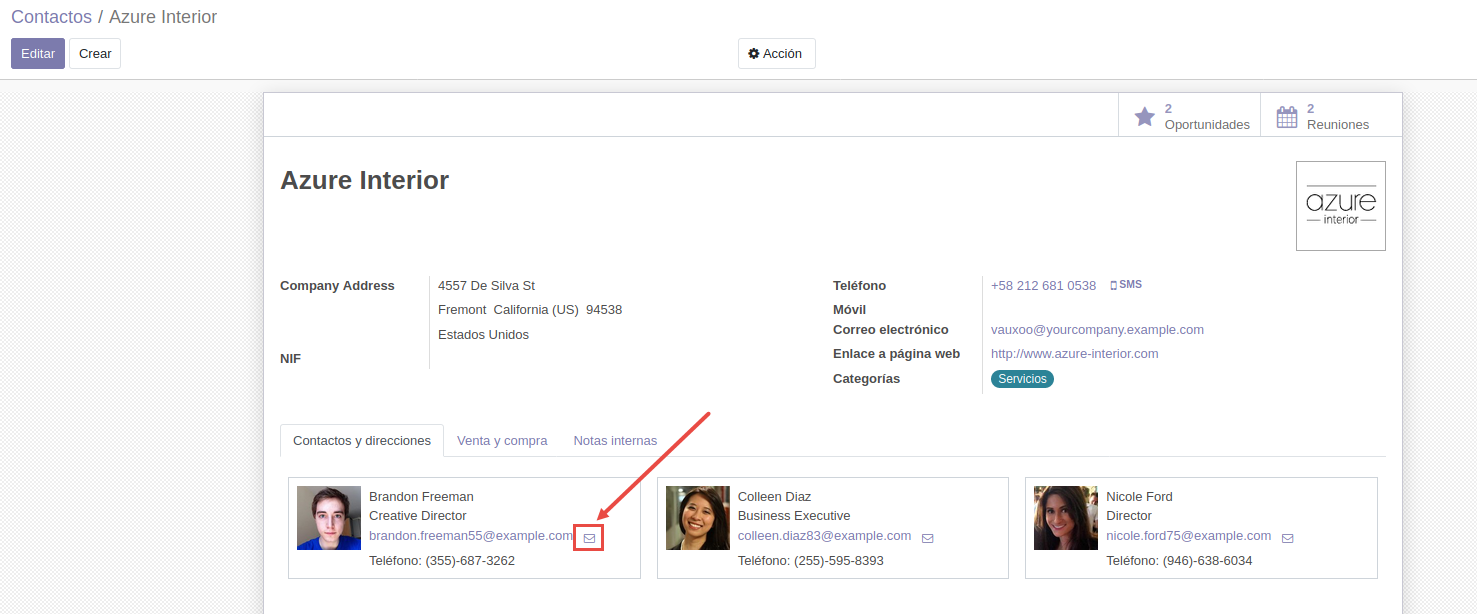 Contactos / Azure Interior
Editar Crear Acción
2
Oportunidades
2
Reuniones
Azure Interior
azure
interior
Company Address
4557 De Silva St
Fremont California (US) 94538
Estados Unidos
NIF
Teléfono +58 212 681 0538 SMS
Móvil
Correo electrónico vauxoo@yourcompany.example.com
Enlace a página web http://www.azure-interior.com
Categorías Servicios
Contactos y direcciones Venta y compra Notas internas
Brandon Freeman
Creative Director
brandon.freeman55@example.com
Teléfono: (355)-687-3262
Colleen Diaz
Business Executive
colleen.diaz83@example.com
Teléfono: (255)-595-8393
Nicole Ford
Director
nicole.ford75@example.com
Teléfono: (946)-638-6034